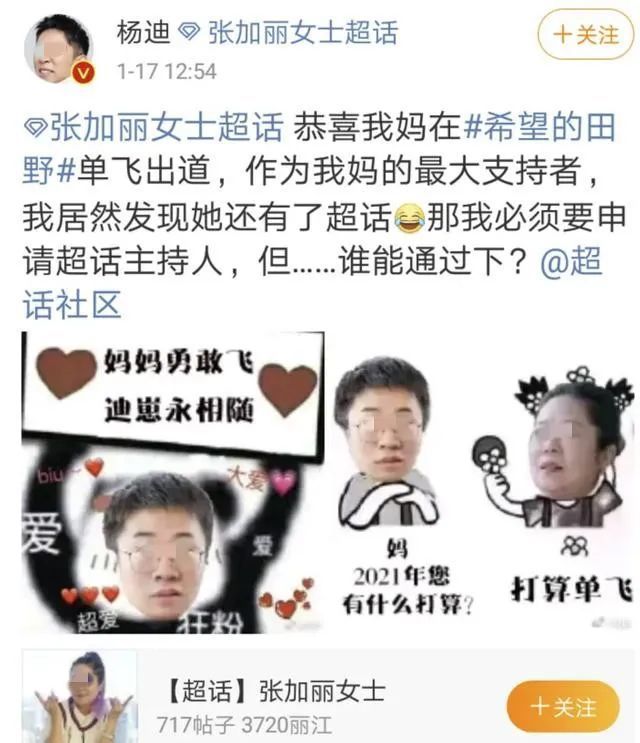 杨迪 张加丽女士超话
+关注
1-17 12:54
张加丽女士超话 恭喜我妈在#希望的田
野#单飞出道，作为我妈的最大支持者，
我居然发现她还有了超话😂那我必须要申
请超话主持人，但……谁能通过下？@超
话社区
妈妈勇敢飞
迪崽永相随
biu~
大爱
爱
爱
超爱
狂粉
妈
2021年您
有什么打算?
打算单飞
【超话】张加丽女士
717帖子 3720丽江
+关注